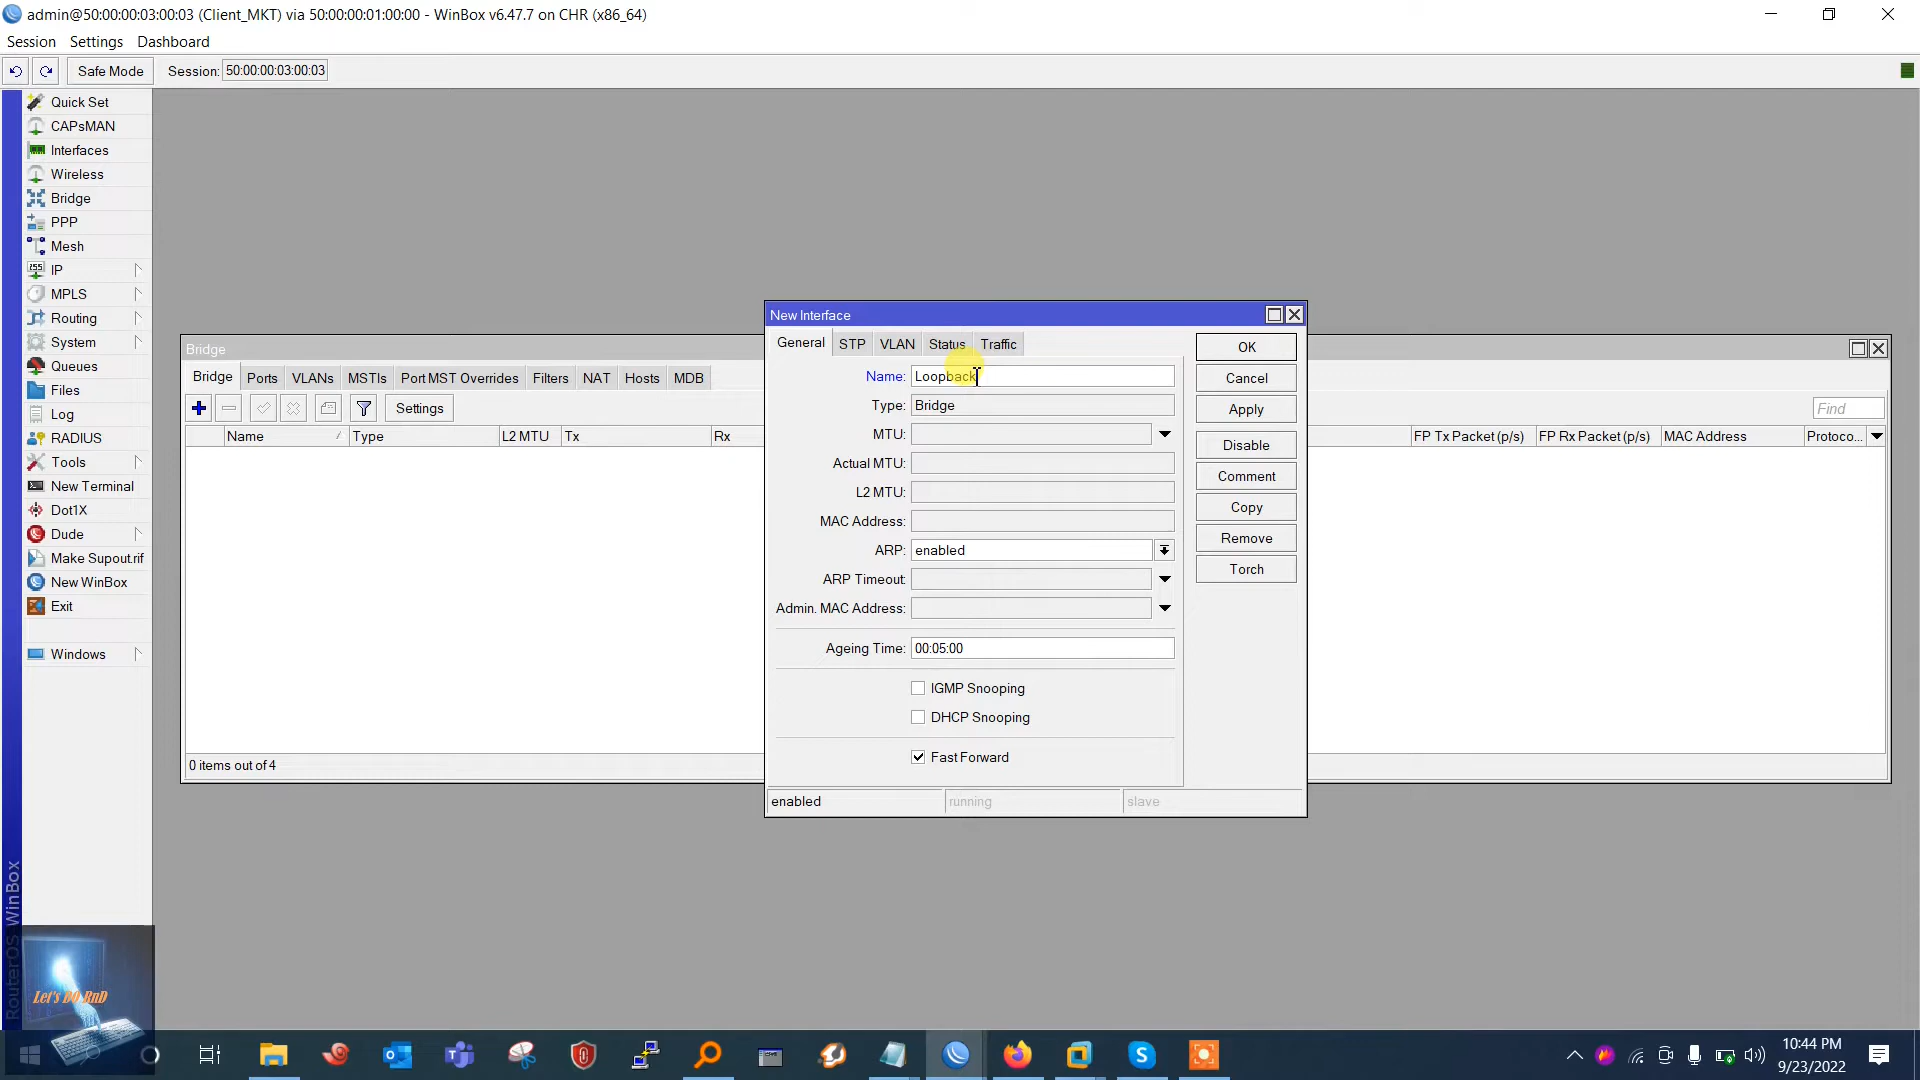 admin@50:00:00:03:00:03 (Client_MKT) via 50:00:00:01:00:00 - WinBox v6.47.7 on CHR (x86_64)
Session Settings Dashboard
Safe Mode Session: 50:00:00:03:00:03
Quick Set
CAPsMAN
Interfaces
Wireless
Bridge
PPP
Mesh
IP
MPLS
Routing
System
Queues
Files
Log
RADIUS
Tools
New Terminal
Dot1X
Dude
Make Supout.rif
New WinBox
Exit
Windows
RouterOS WinBox
Let's DO RnD
Bridge
Bridge Ports VLANs MSTIs Port MST Overrides Filters NAT Hosts MDB
Settings Find
Name Type L2 MTU Tx Rx FP Tx Packet (p/s) FP Rx Packet (p/s) MAC Address Protoco...
0 items out of 4
New Interface
General STP VLAN Status Traffic
Name: Loopback
Type: Bridge
MTU:
Actual MTU:
L2 MTU:
MAC Address:
ARP: enabled
ARP Timeout:
Admin. MAC Address:
Ageing Time: 00:05:00
IGMP Snooping
DHCP Snooping
Fast Forward
enabled running slave
OK
Cancel
Apply
Disable
Comment
Copy
Remove
Torch
10:44 PM
9/23/2022